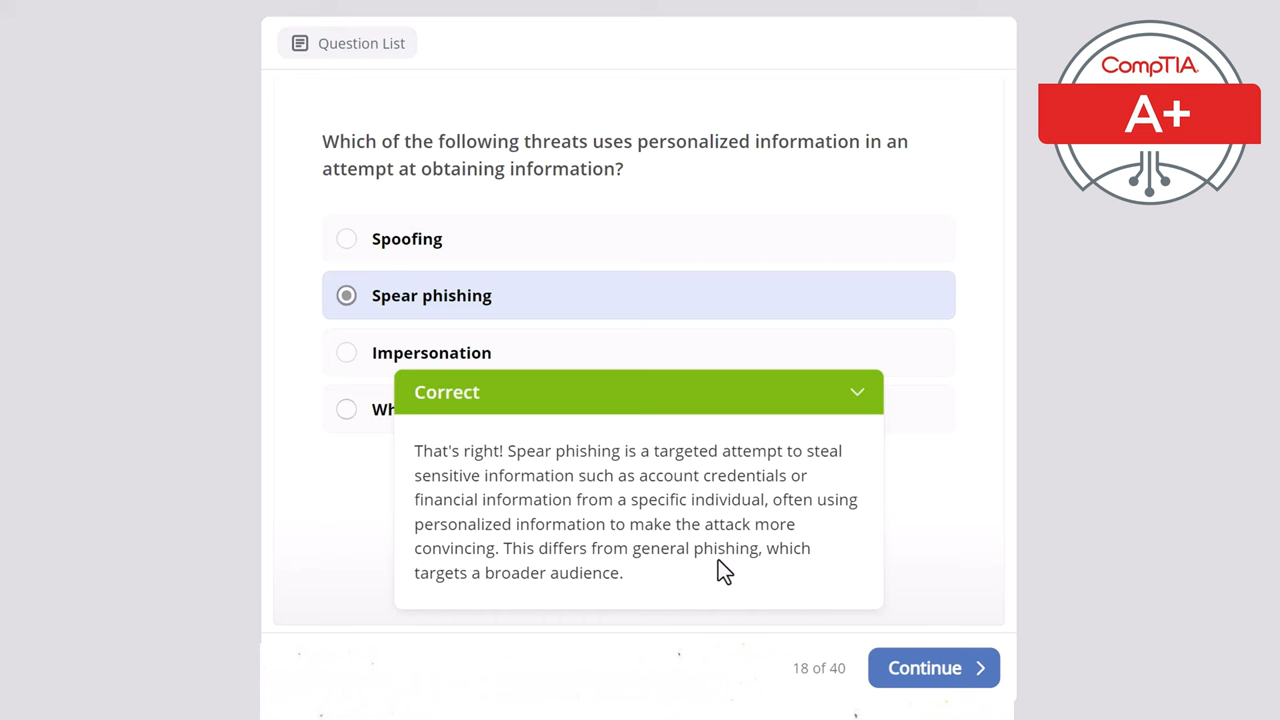 Question List
CompTIA
A+
Which of the following threats uses personalized information in an
attempt at obtaining information?
Spoofing
Spear phishing
Impersonation
Correct
That's right! Spear phishing is a targeted attempt to steal
sensitive information such as account credentials or
financial information from a specific individual, often using
personalized information to make the attack more
convincing. This differs from general phishing, which
targets a broader audience.
18 of 40
Continue